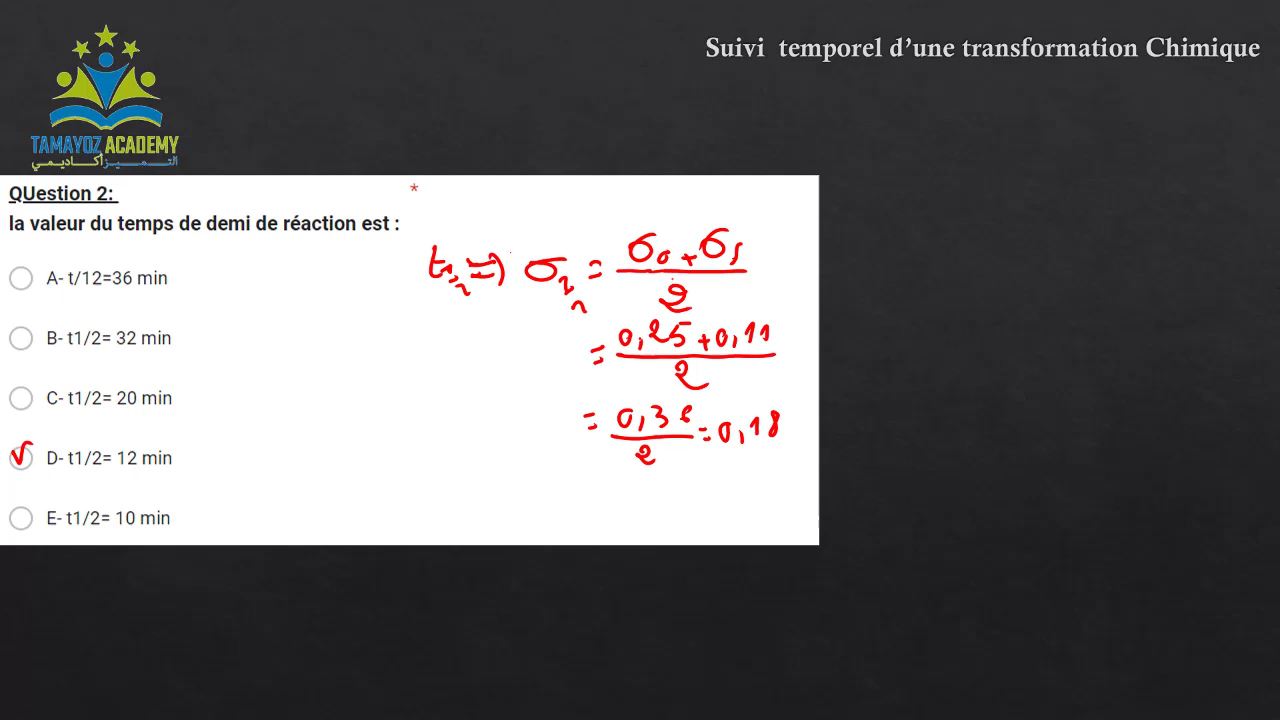 Suivi temporel d'une transformation Chimique
TAMAYOZ ACADEMY
التميز أكاديمي
QUestion 2: *
la valeur du temps de demi de réaction est :
A- t/12=36 min
B- t1/2= 32 min
C- t1/2= 20 min
D- t1/2= 12 min
E- t1/2= 10 min
t1/2 => σ1/2 = σ0 + σf / 2
= 0,25 + 0,11 / 2
= 0,36 / 2 = 0,18